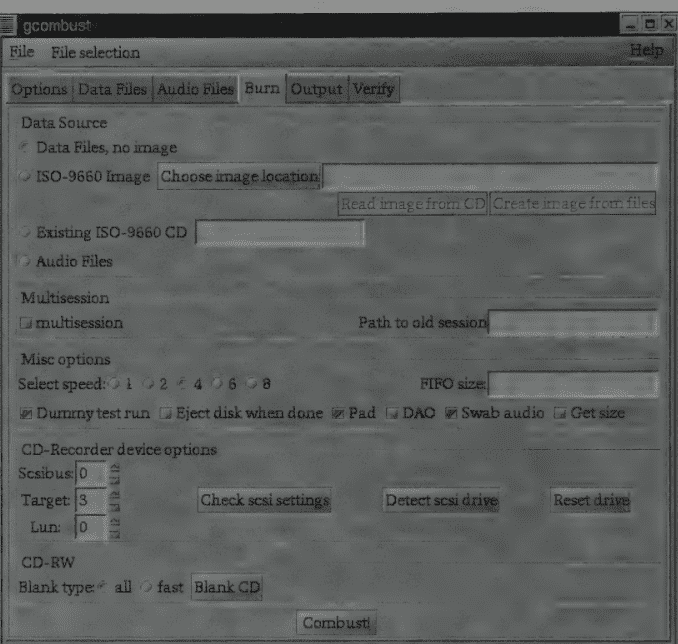 gcombust
File File selection Help
Options Data Files Audio Files Burn Output Verify
Data Source
Data Files, no image
ISO-9660 Image Choose image location
Read image from CD Create image from files
Existing ISO-9660 CD
Audio Files
Multisession
multisession Path to old session
Misc options
Select speed: 1 2 4 6 8 FIFO size:
Dummy test run Eject disk when done Pad DAO Swab audio Get size
CD-Recorder device options
Scsibus: 0
Target: 3 Check scsi settings Detect scsi drive Reset drive
Lun: 0
CD-RW
Blank type: all fast Blank CD
Combust!